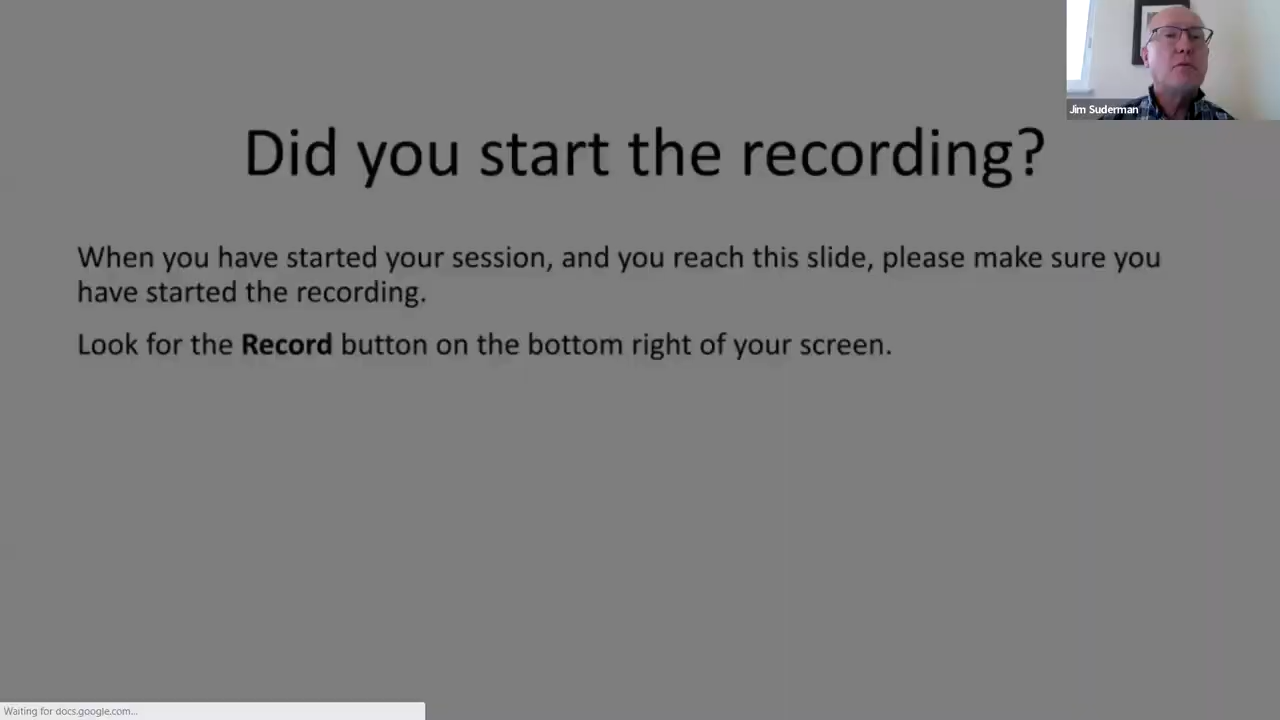 Jim Suderman
Did you start the recording?
When you have started your session, and you reach this slide, please make sure you
have started the recording.
Look for the Record button on the bottom right of your screen.
Waiting for docs.google.com...